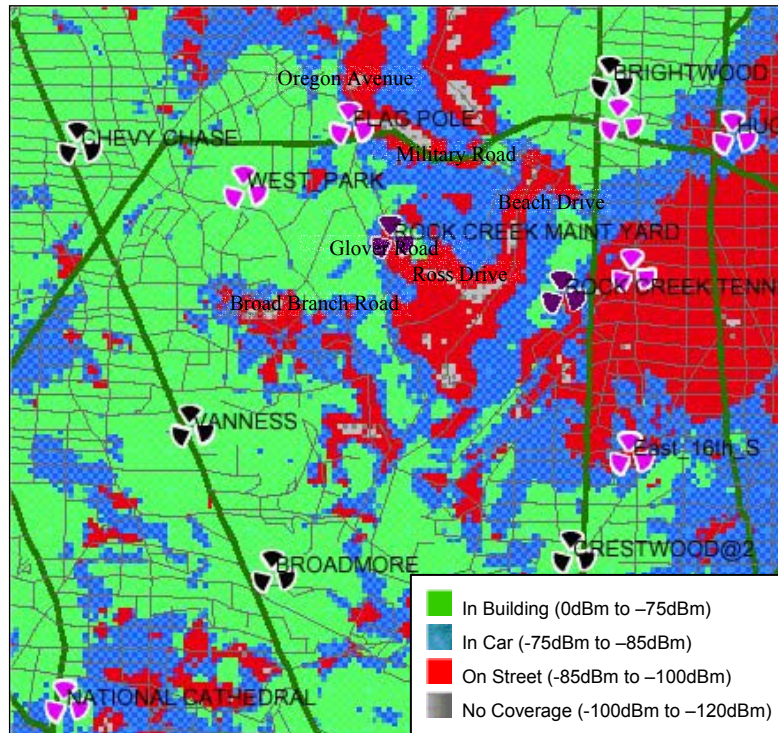 Oregon Avenue
BRIGHTWOOD
FLAG POLE
CHEVY CHASE
HUG
Military Road
WEST_PARK
Beach Drive
ROCK CREEK MAINT YARD
Glover Road
Ross Drive
ROCK CREEK TENN
Broad Branch Road
VANNESS
East_16th_S
BROADMORE
CRESTWOOD@2
In Building (0dBm to –75dBm)
In Car (-75dBm to –85dBm)
On Street (-85dBm to –100dBm)
No Coverage (-100dBm to –120dBm)
NATIONAL CATHEDRAL